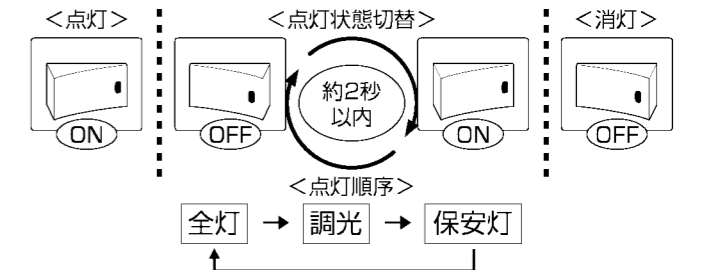 ＜点灯＞
＜点灯状態切替＞
＜消灯＞
約2秒
以内
ON
OFF
ON
OFF
＜点灯順序＞
全灯 → 調光 → 保安灯